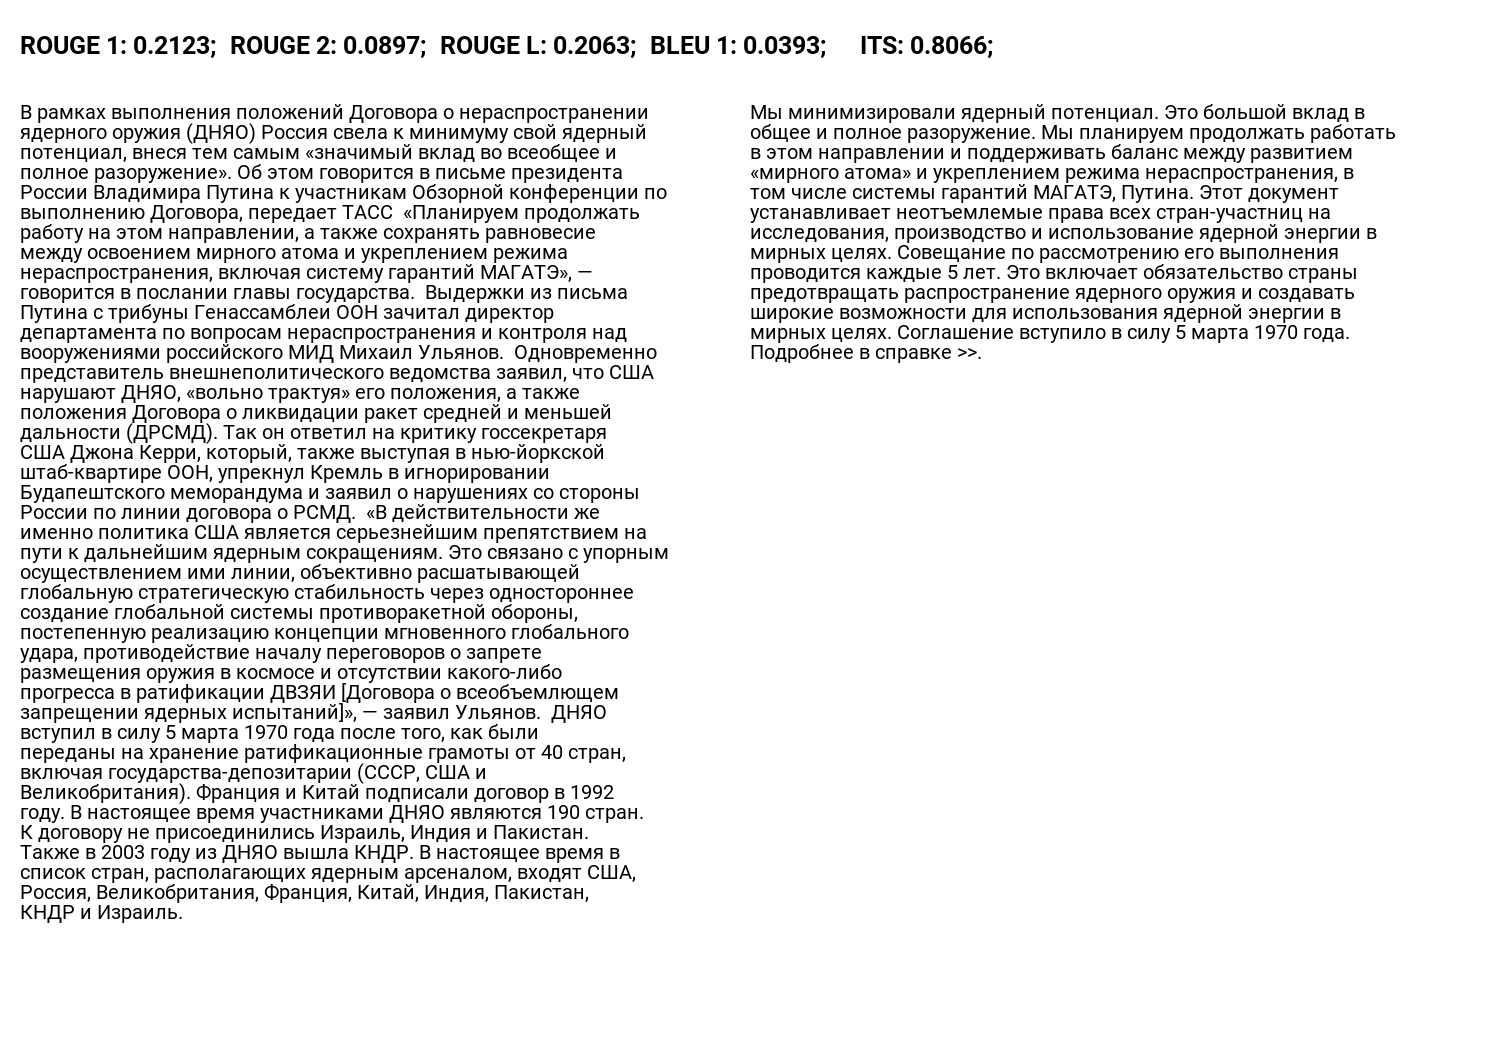 ROUGE 1: 0.2123;  ROUGE 2: 0.0897;  ROUGE L: 0.2063;  BLEU 1: 0.0393;     ITS: 0.8066;
В рамках выполнения положений Договора о нераспространении
ядерного оружия (ДНЯО) Россия свела к минимуму свой ядерный
потенциал, внеся тем самым «значимый вклад во всеобщее и
полное разоружение». Об этом говорится в письме президента
России Владимира Путина к участникам Обзорной конференции по
выполнению Договора, передает ТАСС  «Планируем продолжать
работу на этом направлении, а также сохранять равновесие
между освоением мирного атома и укреплением режима
нераспространения, включая систему гарантий МАГАТЭ», —
говорится в послании главы государства.  Выдержки из письма
Путина с трибуны Генассамблеи ООН зачитал директор
департамента по вопросам нераспространения и контроля над
вооружениями российского МИД Михаил Ульянов.  Одновременно
представитель внешнеполитического ведомства заявил, что США
нарушают ДНЯО, «вольно трактуя» его положения, а также
положения Договора о ликвидации ракет средней и меньшей
дальности (ДРСМД). Так он ответил на критику госсекретаря
США Джона Керри, который, также выступая в нью-йоркской
штаб-квартире ООН, упрекнул Кремль в игнорировании
Будапештского меморандума и заявил о нарушениях со стороны
России по линии договора о РСМД.  «В действительности же
именно политика США является серьезнейшим препятствием на
пути к дальнейшим ядерным сокращениям. Это связано с упорным
осуществлением ими линии, объективно расшатывающей
глобальную стратегическую стабильность через одностороннее
создание глобальной системы противоракетной обороны,
постепенную реализацию концепции мгновенного глобального
удара, противодействие началу переговоров о запрете
размещения оружия в космосе и отсутствии какого-либо
прогресса в ратификации ДВЗЯИ [Договора о всеобъемлющем
запрещении ядерных испытаний]», — заявил Ульянов.  ДНЯО
вступил в силу 5 марта 1970 года после того, как были
переданы на хранение ратификационные грамоты от 40 стран,
включая государства-депозитарии (СССР, США и
Великобритания). Франция и Китай подписали договор в 1992
году. В настоящее время участниками ДНЯО являются 190 стран.
К договору не присоединились Израиль, Индия и Пакистан.
Также в 2003 году из ДНЯО вышла КНДР. В настоящее время в
список стран, располагающих ядерным арсеналом, входят США,
Россия, Великобритания, Франция, Китай, Индия, Пакистан,
КНДР и Израиль.
Мы минимизировали ядерный потенциал. Это большой вклад в
общее и полное разоружение. Мы планируем продолжать работать
в этом направлении и поддерживать баланс между развитием
«мирного атома» и укреплением режима нераспространения, в
том числе системы гарантий МАГАТЭ, Путина. Этот документ
устанавливает неотъемлемые права всех стран-участниц на
исследования, производство и использование ядерной энергии в
мирных целях. Совещание по рассмотрению его выполнения
проводится каждые 5 лет. Это включает обязательство страны
предотвращать распространение ядерного оружия и создавать
широкие возможности для использования ядерной энергии в
мирных целях. Соглашение вступило в силу 5 марта 1970 года.
Подробнее в справке >>.